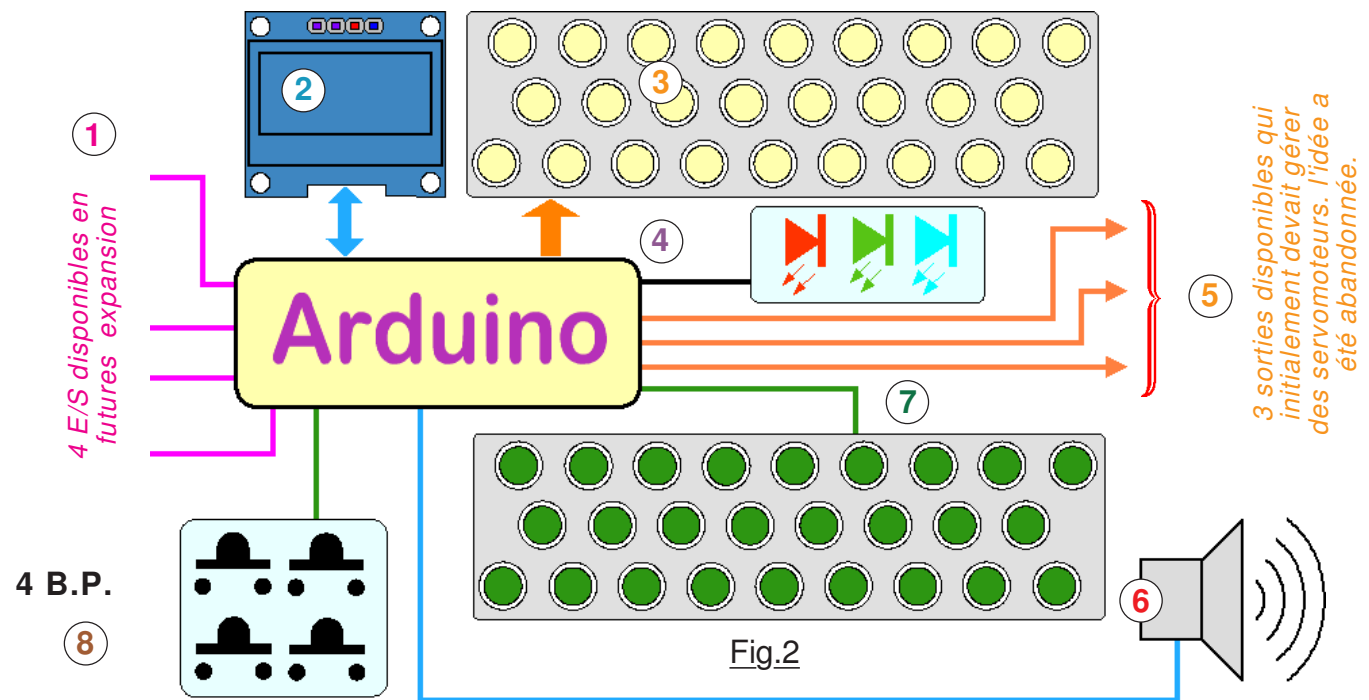 1
4 E/S disponibles en
futures expansion
2
3
4
3 sorties disponibles qui
initialement devait gérer
des servomoteurs. l'idée a
été abandonnée.
5
Arduino
7
4 B.P.
8
6
Fig.2